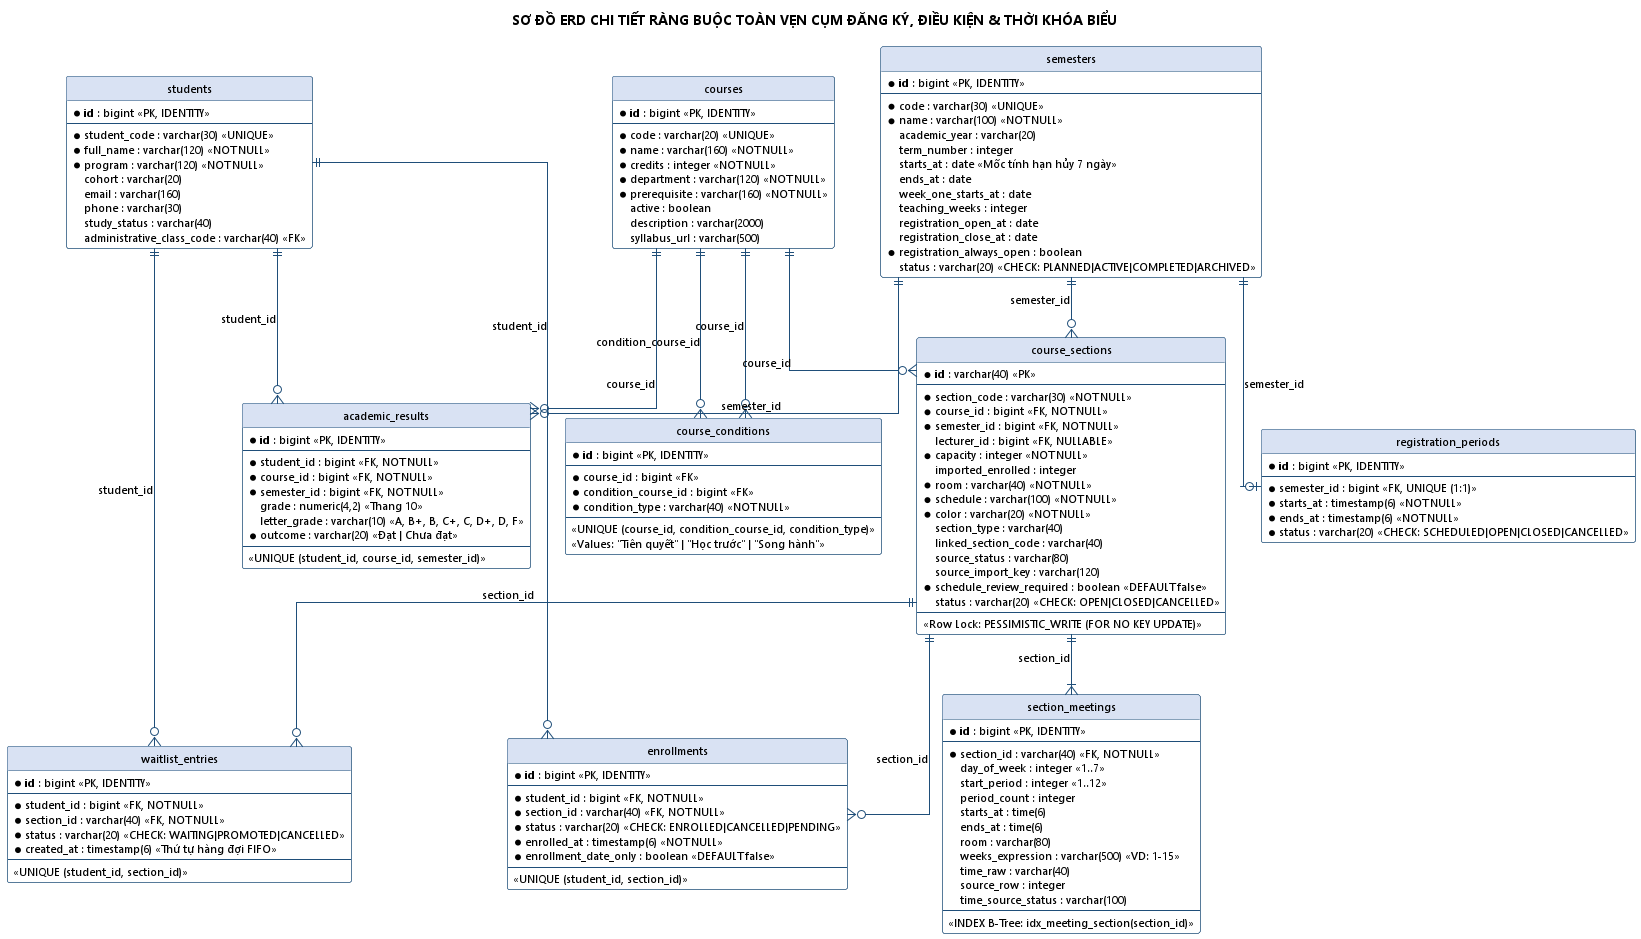 SƠ ĐỒ ERD CHI TIẾT RÀNG BUỘC TOÀN VẸN CỤM ĐĂNG KÝ, ĐIỀU KIỆN & THỜI KHÓA BIỂU
students
id : bigint «PK, IDENTITY»
student_code : varchar(30) «UNIQUE»
full_name : varchar(120) «NOTNULL»
program : varchar(120) «NOTNULL»
cohort : varchar(20)
email : varchar(160)
phone : varchar(30)
study_status : varchar(40)
administrative_class_code : varchar(40) «FK»
courses
id : bigint «PK, IDENTITY»
code : varchar(20) «UNIQUE»
name : varchar(160) «NOTNULL»
credits : integer «NOTNULL»
department : varchar(120) «NOTNULL»
prerequisite : varchar(160) «NOTNULL»
active : boolean
description : varchar(2000)
syllabus_url : varchar(500)
semesters
id : bigint «PK, IDENTITY»
code : varchar(30) «UNIQUE»
name : varchar(100) «NOTNULL»
academic_year : varchar(20)
term_number : integer
starts_at : date «Mốc tính hạn hủy 7 ngày»
ends_at : date
week_one_starts_at : date
teaching_weeks : integer
registration_open_at : date
registration_close_at : date
registration_always_open : boolean
status : varchar(20) «CHECK: PLANNED|ACTIVE|COMPLETED|ARCHIVED»
student_id
student_id
condition_course_id
course_id
course_id
course_id
semester_id
semester_id
semester_id
student_id
academic_results
id : bigint «PK, IDENTITY»
student_id : bigint «FK, NOTNULL»
course_id : bigint «FK, NOTNULL»
semester_id : bigint «FK, NOTNULL»
grade : numeric(4,2) «Thang 10»
letter_grade : varchar(10) «A, B+, B, C+, C, D+, D, F»
outcome : varchar(20) «Đạt | Chưa đạt»
«UNIQUE (student_id, course_id, semester_id)»
course_conditions
id : bigint «PK, IDENTITY»
course_id : bigint «FK»
condition_course_id : bigint «FK»
condition_type : varchar(40) «NOTNULL»
«UNIQUE (course_id, condition_course_id, condition_type)»
«Values: "Tiên quyết" | "Học trước" | "Song hành"»
course_sections
id : varchar(40) «PK»
section_code : varchar(30) «NOTNULL»
course_id : bigint «FK, NOTNULL»
semester_id : bigint «FK, NOTNULL»
lecturer_id : bigint «FK, NULLABLE»
capacity : integer «NOTNULL»
imported_enrolled : integer
room : varchar(40) «NOTNULL»
schedule : varchar(100) «NOTNULL»
color : varchar(20) «NOTNULL»
section_type : varchar(40)
linked_section_code : varchar(40)
source_status : varchar(80)
source_import_key : varchar(120)
schedule_review_required : boolean «DEFAULT false»
status : varchar(20) «CHECK: OPEN|CLOSED|CANCELLED»
«Row Lock: PESSIMISTIC_WRITE (FOR NO KEY UPDATE)»
registration_periods
id : bigint «PK, IDENTITY»
semester_id : bigint «FK, UNIQUE (1:1)»
starts_at : timestamp(6) «NOTNULL»
ends_at : timestamp(6) «NOTNULL»
status : varchar(20) «CHECK: SCHEDULED|OPEN|CLOSED|CANCELLED»
section_id
section_id
section_id
waitlist_entries
id : bigint «PK, IDENTITY»
student_id : bigint «FK, NOTNULL»
section_id : varchar(40) «FK, NOTNULL»
status : varchar(20) «CHECK: WAITING|PROMOTED|CANCELLED»
created_at : timestamp(6) «Thứ tự hàng đợi FIFO»
«UNIQUE (student_id, section_id)»
enrollments
id : bigint «PK, IDENTITY»
student_id : bigint «FK, NOTNULL»
section_id : varchar(40) «FK, NOTNULL»
status : varchar(20) «CHECK: ENROLLED|CANCELLED|PENDING»
enrolled_at : timestamp(6) «NOTNULL»
enrollment_date_only : boolean «DEFAULT false»
«UNIQUE (student_id, section_id)»
section_meetings
id : bigint «PK, IDENTITY»
section_id : varchar(40) «FK, NOTNULL»
day_of_week : integer «1..7»
start_period : integer «1..12»
period_count : integer
starts_at : time(6)
ends_at : time(6)
room : varchar(80)
weeks_expression : varchar(500) «VD: 1-15»
time_raw : varchar(40)
source_row : integer
time_source_status : varchar(100)
«INDEX B-Tree: idx_meeting_section(section_id)»